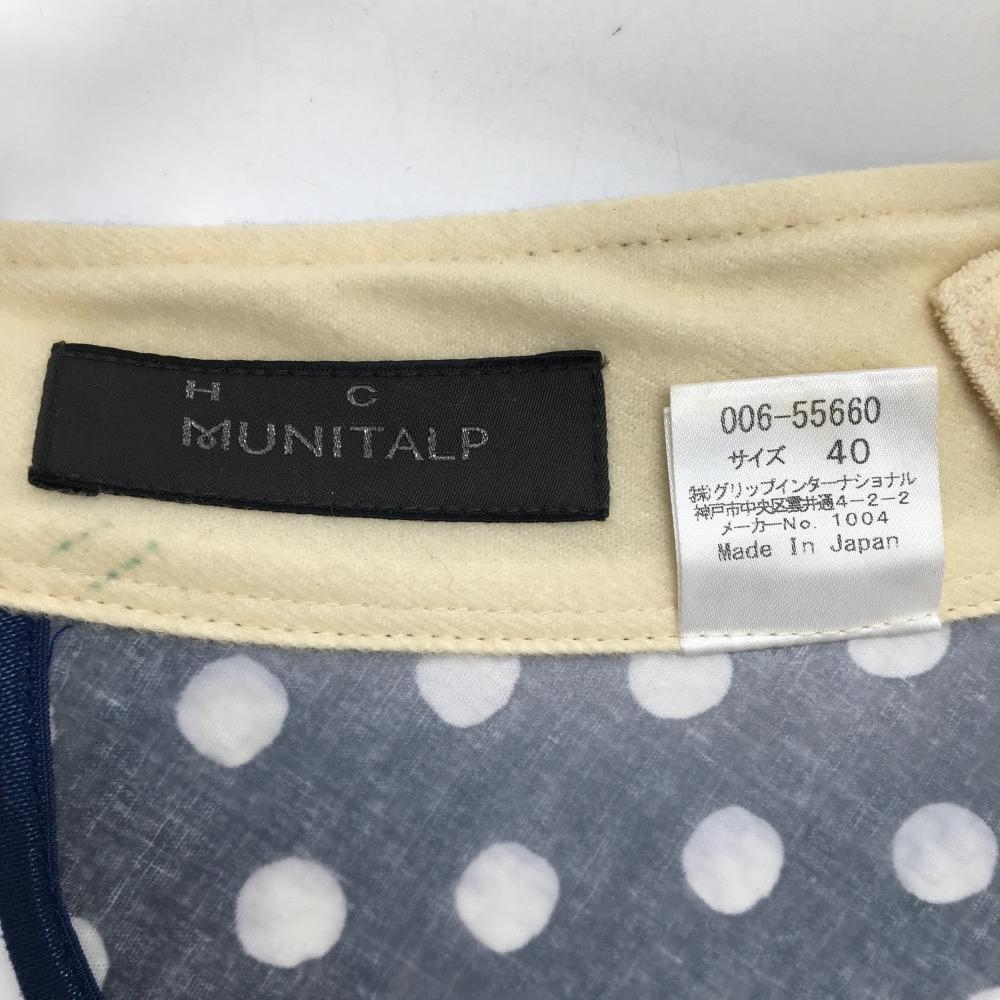 H C
MUNITALP
006-55660
サイズ 40
㈱グリップインターナショナル
神戸市中央区雲井通4-2-2
メーカーNo. 1004
Made In Japan